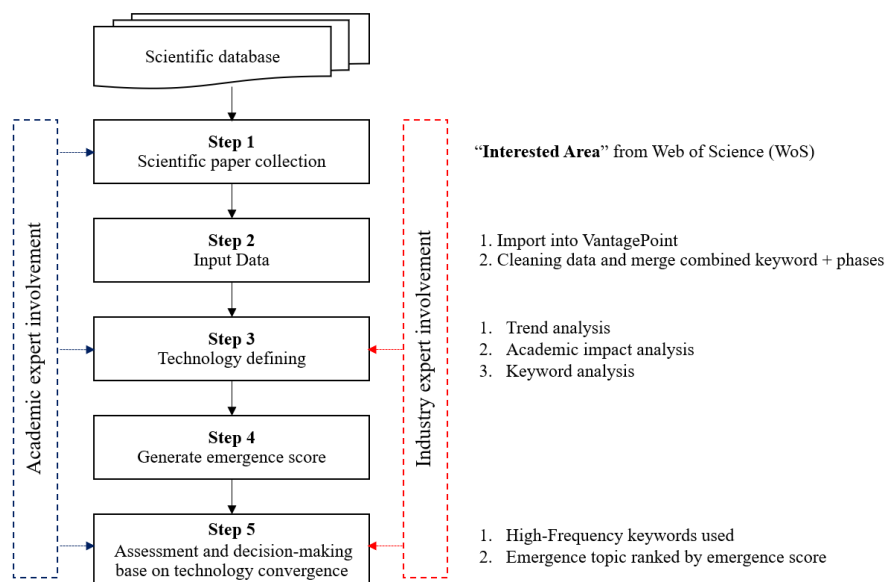 Scientific database
Step 1
Scientific paper collection
"Interested Area" from Web of Science (WoS)
Step 2
Input Data
1. Import into VantagePoint
2. Cleaning data and merge combined keyword + phases
Step 3
Technology defining
1. Trend analysis
2. Academic impact analysis
3. Keyword analysis
Step 4
Generate emergence score
Step 5
Assessment and decision-making
base on technology convergence
1. High-Frequency keywords used
2. Emergence topic ranked by emergence score
Academic expert involvement
Industry expert involvement